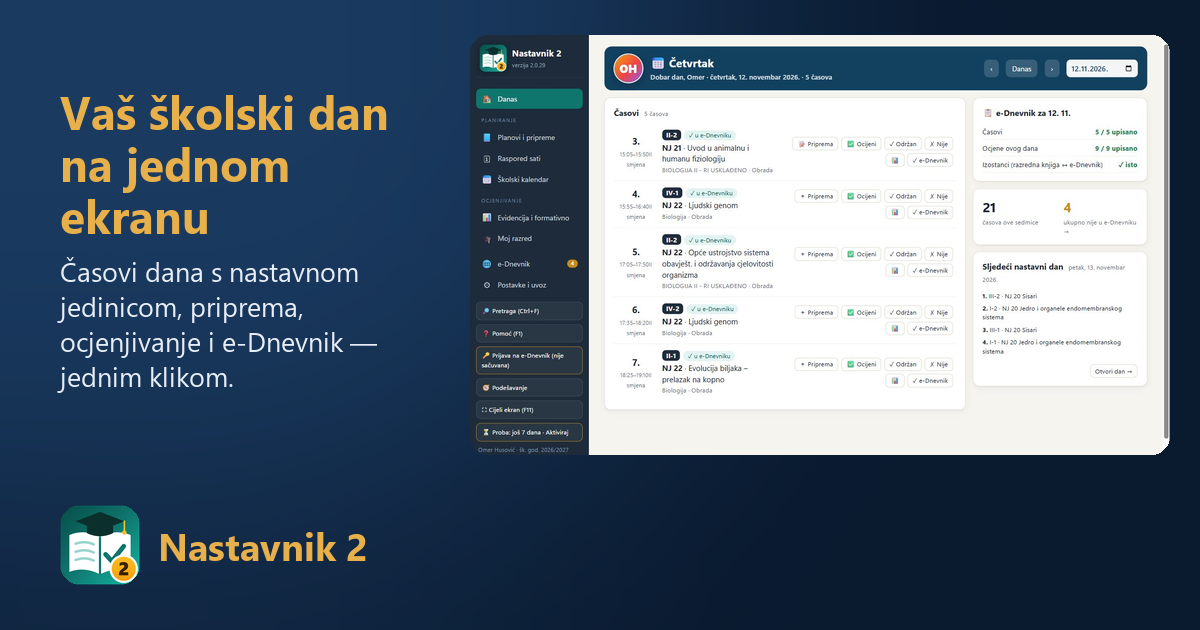 Vaš školski dan
na jednom
ekranu
Časovi dana s nastavnom
jedinicom, priprema,
ocjenjivanje i e-Dnevnik —
jednim klikom.
2
Nastavnik 2
2
Nastavnik 2
verzija 2.0.29
Danas
PLANIRANJE
Planovi i pripreme
Raspored sati
Školski kalendar
OCJENJIVANJE
Evidencija i formativno
Moj razred
e-Dnevnik 4
Postavke i uvoz
Pretraga (Ctrl+F)
Pomoć (F1)
Prijava na e-Dnevnik (nije
sačuvana)
Podešavanje
Cijeli ekran (F11)
Proba: još 7 dana · Aktiviraj
Omer Husović · šk. god. 2026/2027
OH
Četvrtak
Dobar dan, Omer · četvrtak, 12. novembar 2026. · 5 časova
‹ Danas › 12.11.2026.
Časovi 5 časova
3. II-2 ✓ u e-Dnevniku
NJ 21 · Uvod u animalnu i
humanu fiziologiju
BIOLOGIJA II – RI USKLAĐENO · Obrada
15:05–15:50II
smjena
Priprema Ocijeni ✓ Održan ✗ Nije
✓ e-Dnevnik
4. IV-1 ✓ u e-Dnevniku
NJ 22 · Ljudski genom
Biologija · Obrada
15:55–16:40II
smjena
+ Priprema Ocijeni ✓ Održan ✗ Nije
✓ e-Dnevnik
5. II-2 ✓ u e-Dnevniku
NJ 22 · Opće ustrojstvo sistema
obavješt. i održavanja cjelovitosti
organizma
BIOLOGIJA II – RI USKLAĐENO · Obrada
17:05–17:50II
smjena
+ Priprema Ocijeni ✓ Održan ✗ Nije
✓ e-Dnevnik
6. IV-2 ✓ u e-Dnevniku
NJ 22 · Ljudski genom
Biologija · Obrada
17:35–18:20II
smjena
+ Priprema Ocijeni ✓ Održan ✗ Nije
✓ e-Dnevnik
7. II-1 ✓ u e-Dnevniku
NJ 22 · Evolucija biljaka –
prelazak na kopno
Biologija · Obrada
18:25–19:10II
smjena
+ Priprema Ocijeni ✓ Održan ✗ Nije
✓ e-Dnevnik
e-Dnevnik za 12. 11.
Časovi 5 / 5 upisano
Ocjene ovog dana 9 / 9 upisano
Izostanci (razredna knjiga ↔ e-Dnevnik) ✓ isto
21
časova ove sedmice
4
ukupno nije u e-Dnevniku
→
Sljedeći nastavni dan petak, 13. novembar
2026.
1. III-2 · NJ 20 Sisari
2. I-2 · NJ 20 Jedro i organele endomembranskog
sistema
3. III-1 · NJ 20 Sisari
4. I-1 · NJ 20 Jedro i organele endomembranskog
sistema
Otvori dan →